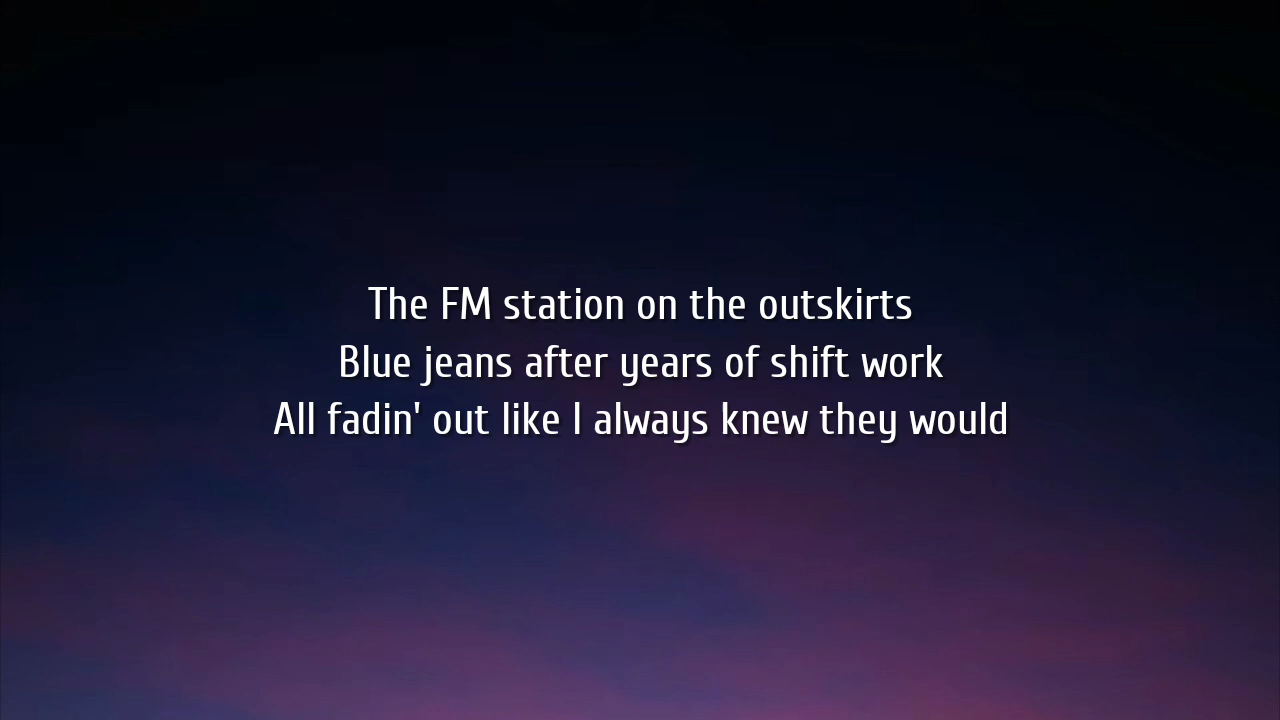 The FM station on the outskirts
Blue jeans after years of shift work
All fadin' out like I always knew they would